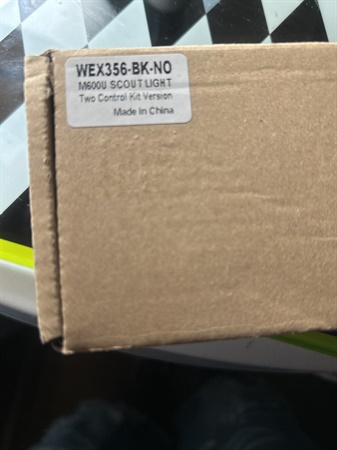 WEX356-BK-NO
M600U SCOUT LIGHT
Two Control Kit Version
Made In China